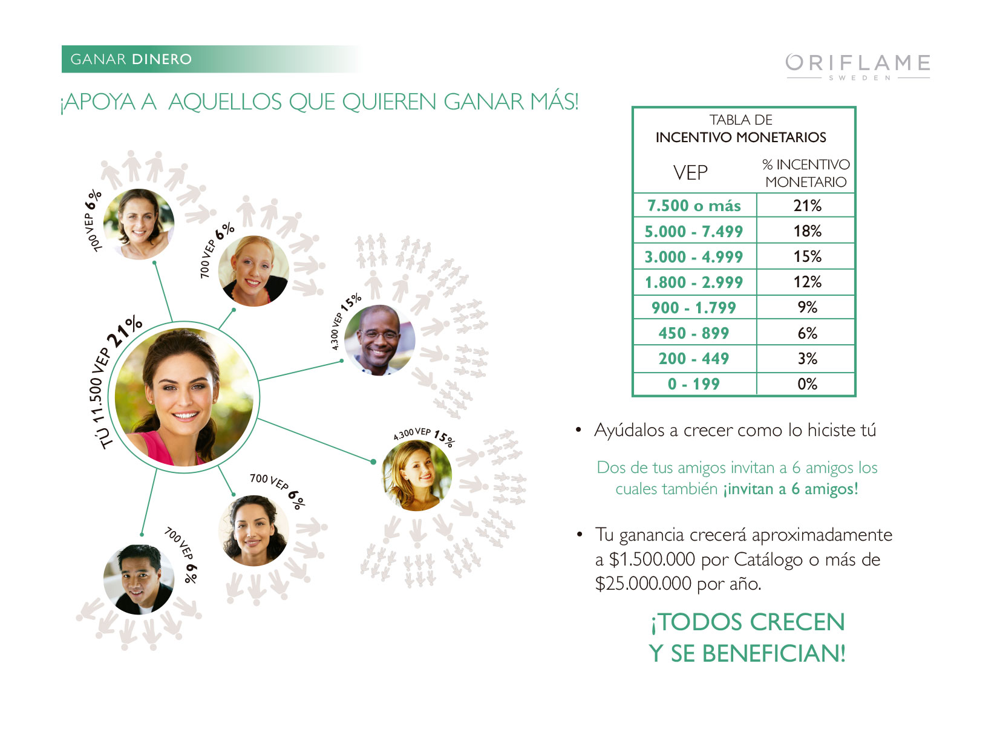 GANAR DINERO
ORIFLAME
SWEDEN
¡APOYA A AQUELLOS QUE QUIEREN GANAR MÁS!
700 VEP 6%
700 VEP 6%
4.300 VEP 15%
TÚ 11.500 VEP 21%
4.300 VEP 15%
700 VEP 6%
700 VEP 6%
TABLA DE
INCENTIVO MONETARIOS
VEP
% INCENTIVO
MONETARIO
7.500 o más 21%
5.000 - 7.499 18%
3.000 - 4.999 15%
1.800 - 2.999 12%
900 - 1.799 9%
450 - 899 6%
200 - 449 3%
0 - 199 0%
• Ayúdalos a crecer como lo hiciste tú
Dos de tus amigos invitan a 6 amigos los
cuales también ¡invitan a 6 amigos!
• Tu ganancia crecerá aproximadamente
a $1.500.000 por Catálogo o más de
$25.000.000 por año.
¡TODOS CRECEN
Y SE BENEFICIAN!